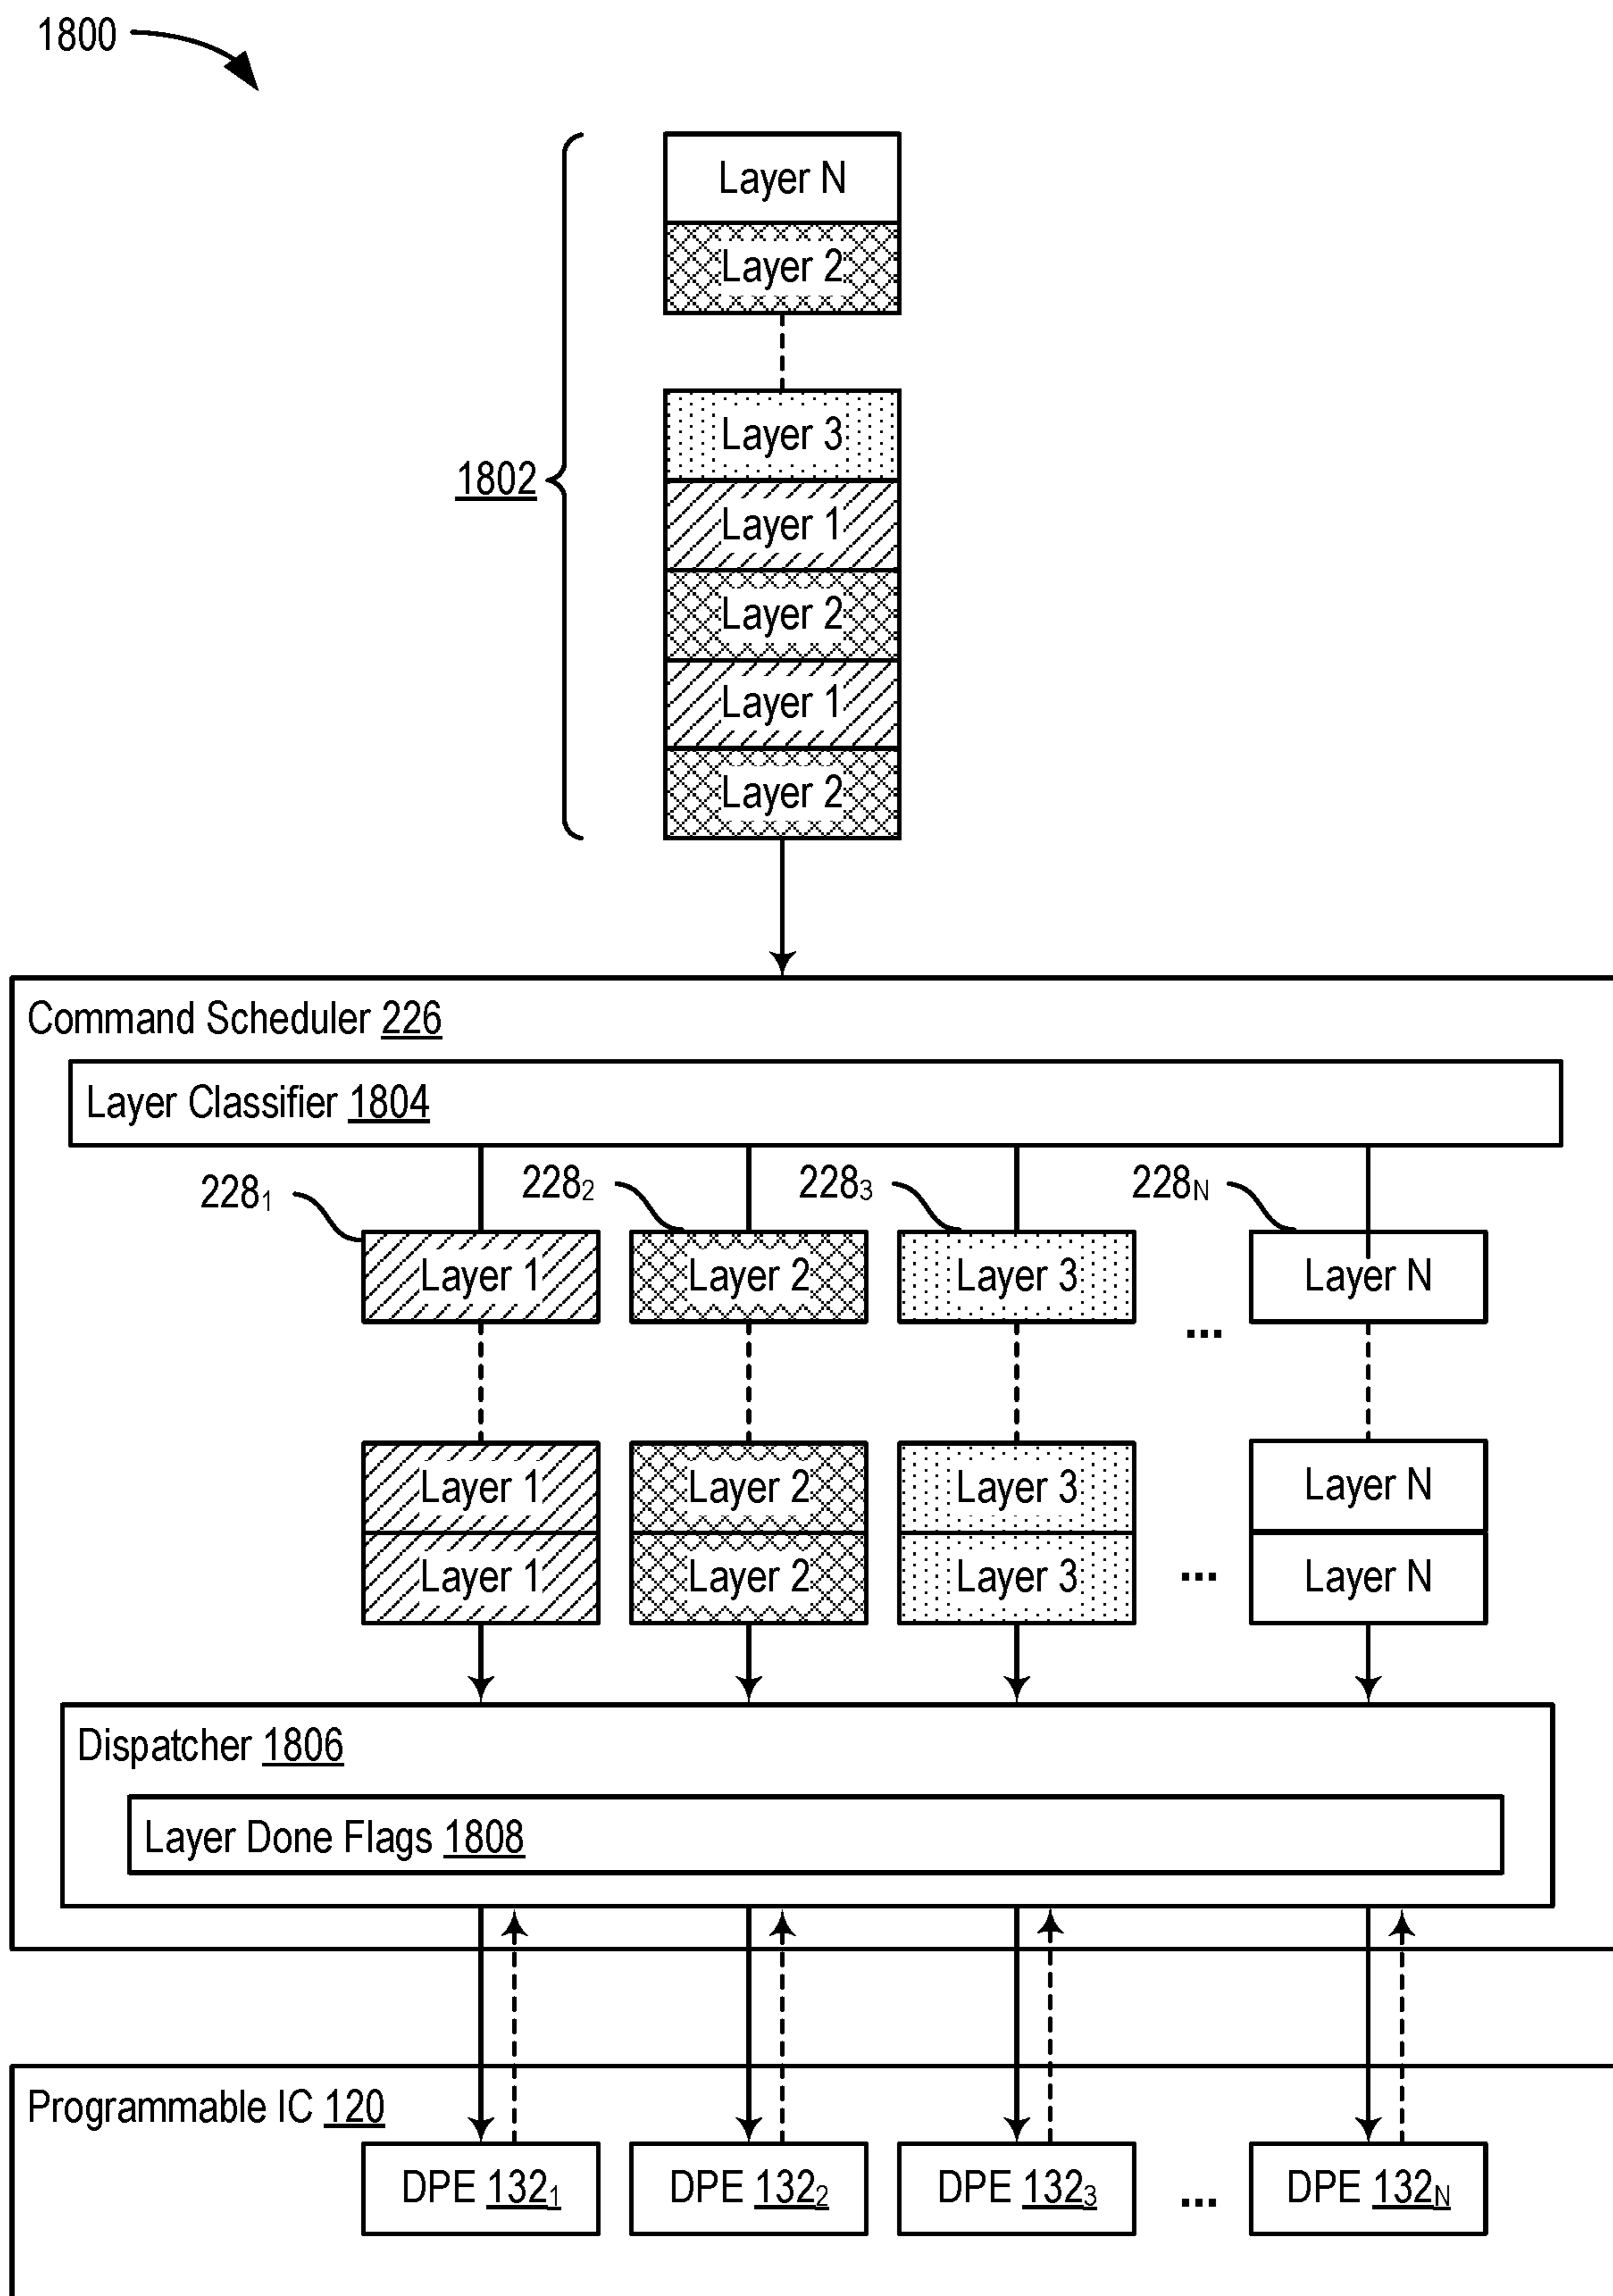 1800
Layer N
Layer 2
Layer 3
1802
Layer 1
Layer 2
Layer 1
Layer 2
Command Scheduler 226
Layer Classifier 1804
228₁ 228₂ 228₃ 228N
Layer 1 Layer 2 Layer 3 ... Layer N
Layer 1 Layer 2 Layer 3 Layer N
Layer 1 Layer 2 Layer 3 ... Layer N
Dispatcher 1806
Layer Done Flags 1808
Programmable IC 120
DPE 132₁ DPE 132₂ DPE 132₃ ... DPE 132N